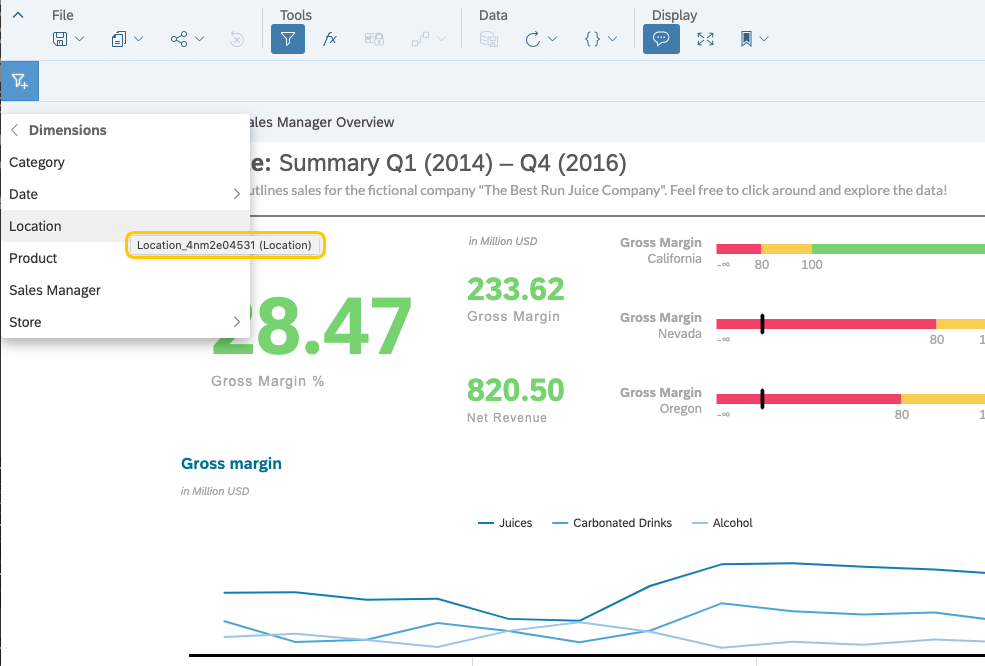 File Tools Data Display
fx
{ }
Dimensions
Category
Date
Location
Location_4nm2e04531 (Location)
Product
Sales Manager
Store
ales Manager Overview
e: Summary Q1 (2014) – Q4 (2016)
utlines sales for the fictional company "The Best Run Juice Company". Feel free to click around and explore the data!
28.47
Gross Margin %
in Million USD
233.62
Gross Margin
820.50
Net Revenue
Gross Margin
California
-∞ 80 100
Gross Margin
Nevada
-∞ 80 1
Gross Margin
Oregon
-∞ 80 1
Gross margin
in Million USD
Juices Carbonated Drinks Alcohol